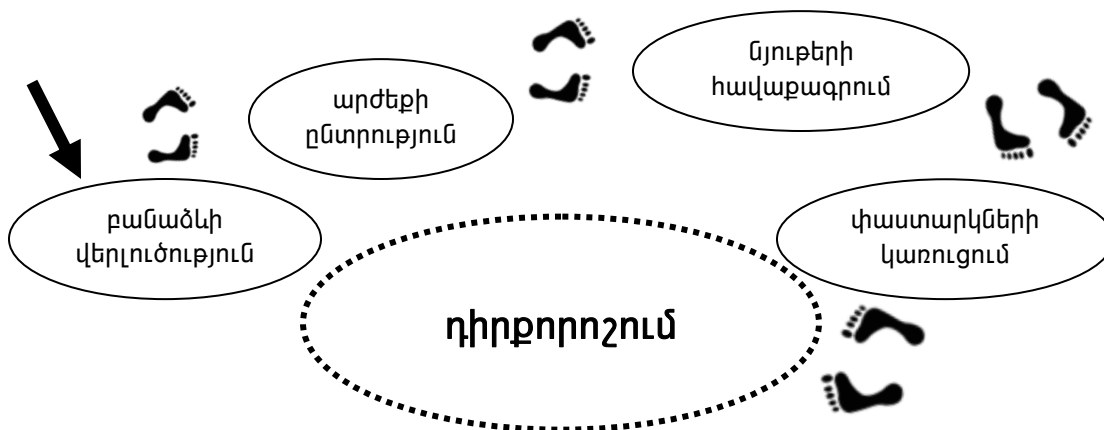 նյութերի
հավաքագրում
արժեքի
ընտրություն
բանաձևի
վերլուծություն
փաստարկների
կառուցում
դիրքորոշում